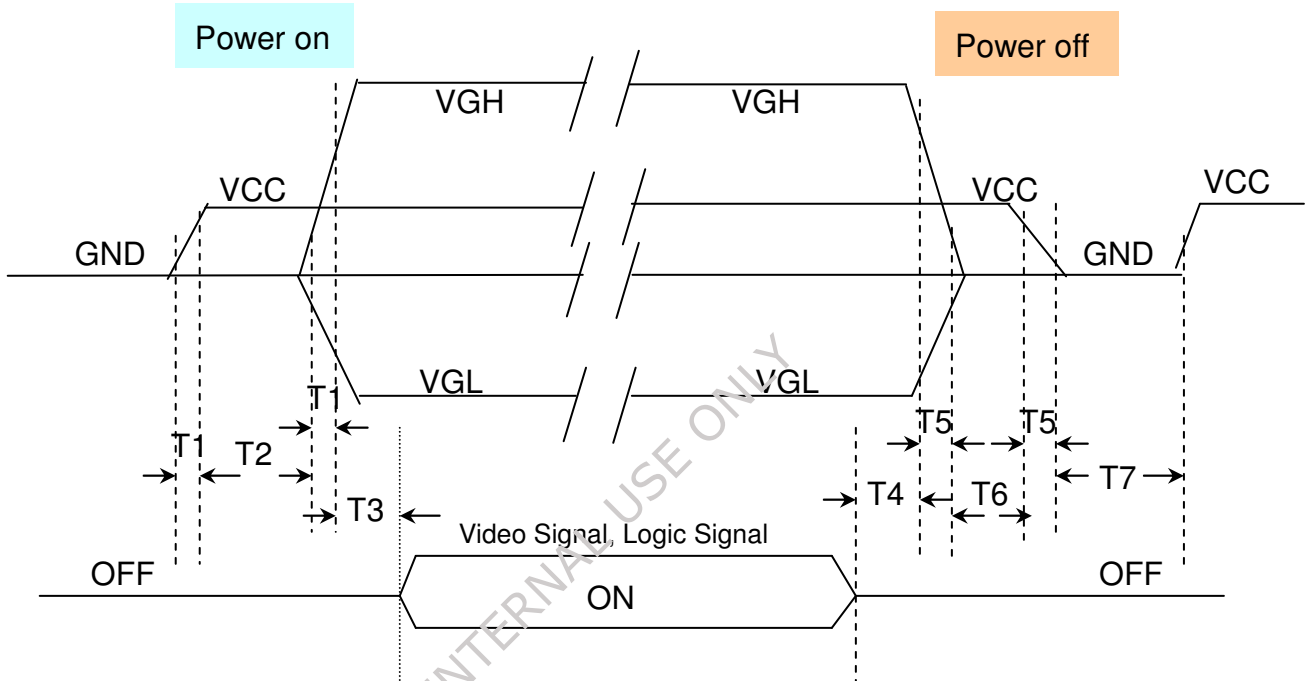 Power on
Power off
VGH
VGH
VCC
VCC
VCC
GND
GND
VGL
VGL
T1
T5
T5
T1
T2
T7
T3
T4
T6
Video Signal, Logic Signal
OFF
ON
OFF
INTERNAL USE ONLY